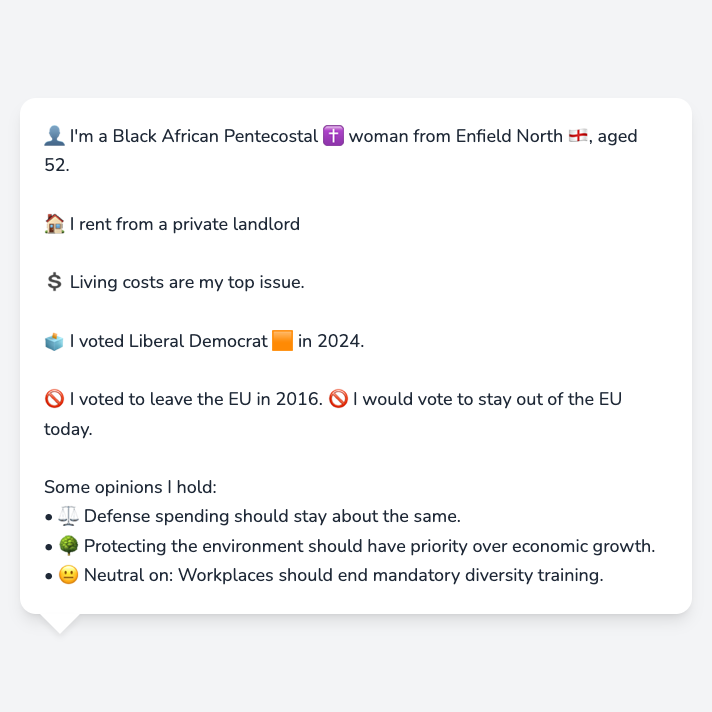 👤 I'm a Black African Pentecostal ✝️ woman from Enfield North 🏴󠁧󠁢󠁥󠁮󠁧󠁿, aged
52.
🏠 I rent from a private landlord
💲 Living costs are my top issue.
🗳️ I voted Liberal Democrat 🟧 in 2024.
🚫 I voted to leave the EU in 2016. 🚫 I would vote to stay out of the EU
today.
Some opinions I hold:
• ⚖️ Defense spending should stay about the same.
• 🌳 Protecting the environment should have priority over economic growth.
• 😐 Neutral on: Workplaces should end mandatory diversity training.